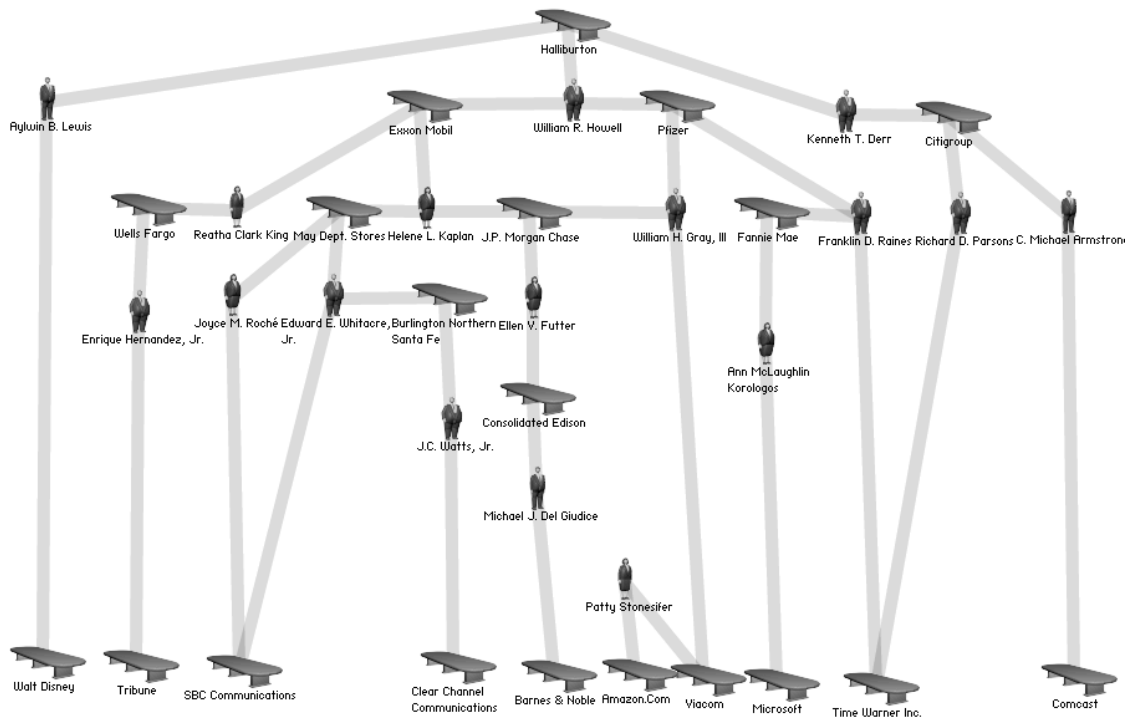 Halliburton
Aylwin B. Lewis
Exxon Mobil
William R. Howell
Pfizer
Kenneth T. Derr
Citigroup
Wells Fargo
Reatha Clark King
May Dept. Stores
Helene L. Kaplan
J.P. Morgan Chase
William H. Gray, III
Fannie Mae
Franklin D. Raines
Richard D. Parsons
C. Michael Armstrong
Enrique Hernandez, Jr.
Joyce M. Roché
Edward E. Whitacre,
Jr.
Burlington Northern
Santa Fe
Ellen V. Futter
Ann McLaughlin
Korologos
J.C. Watts, Jr.
Consolidated Edison
Michael J. Del Giudice
Patty Stonesifer
Walt Disney
Tribune
SBC Communications
Clear Channel
Communications
Barnes & Noble
Amazon.Com
Viacom
Microsoft
Time Warner Inc.
Comcast